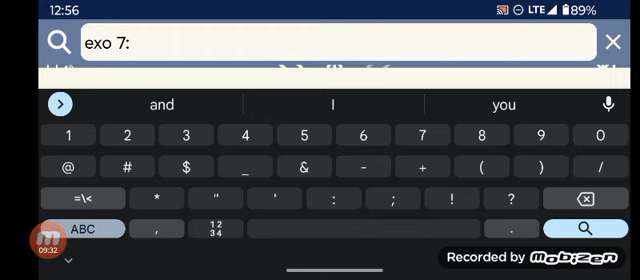 12:56 LTE 89%
exo 7:
and I you
1 2 3 4 5 6 7 8 9 0
@ # $ _ & - + ( ) /
=\< * " ' : ; ! ?
ABC , 12 34 .
09:32
Recorded by mobizen